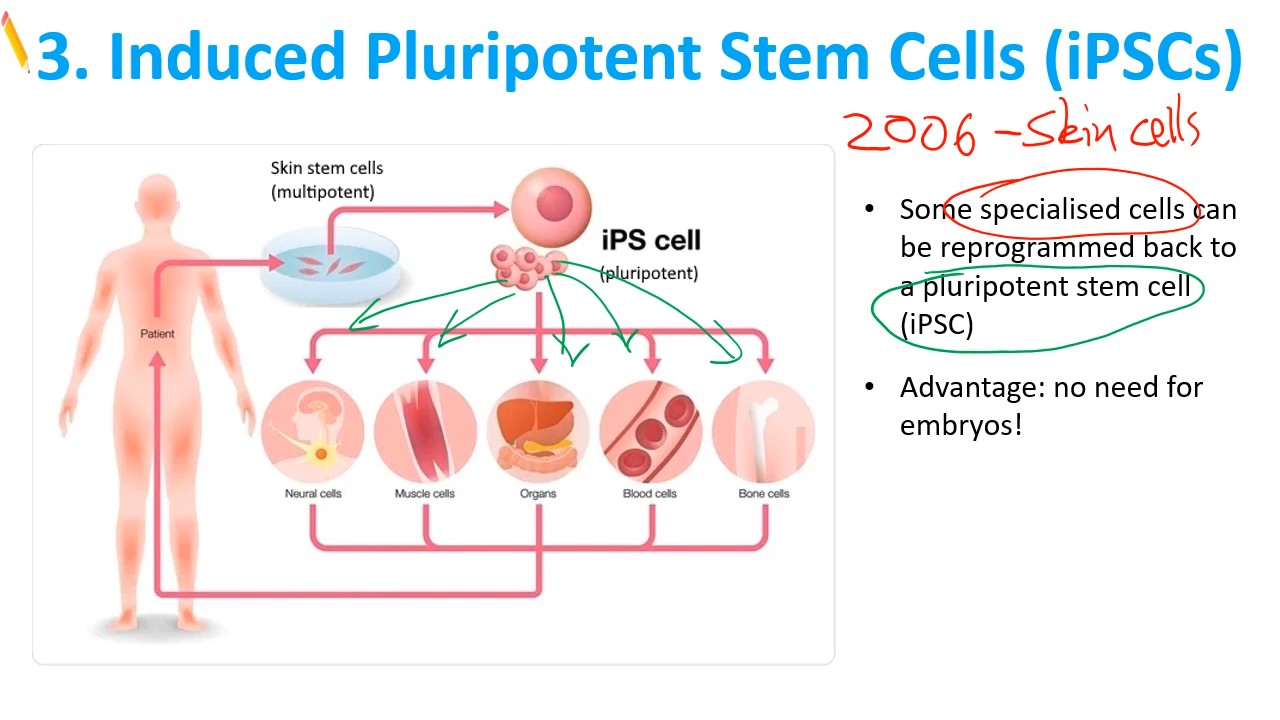 3. Induced Pluripotent Stem Cells (iPSCs)
2006 - Skin cells
Skin stem cells
(multipotent)
iPS cell
(pluripotent)
Patient
Neural cells
Muscle cells
Organs
Blood cells
Bone cells
• Some specialised cells can
be reprogrammed back to
a pluripotent stem cell
(iPSC)
• Advantage: no need for
embryos!